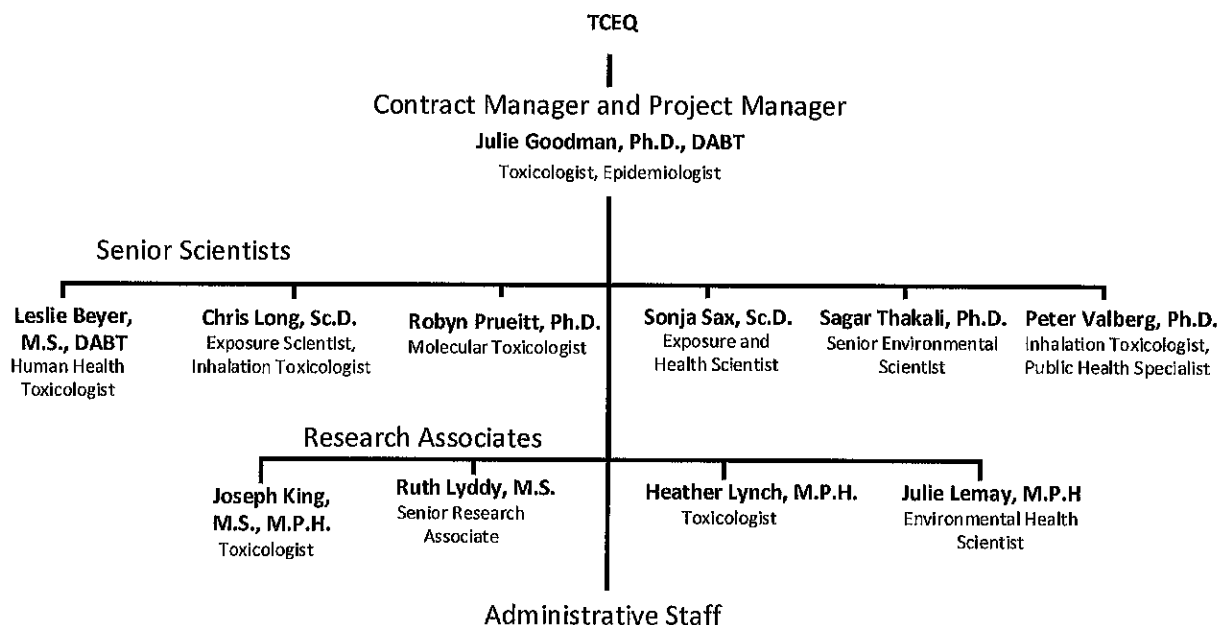 TCEQ
Contract Manager and Project Manager
Julie Goodman, Ph.D., DABT
Toxicologist, Epidemiologist
Senior Scientists
Leslie Beyer,
M.S., DABT
Human Health
Toxicologist
Chris Long, Sc.D.
Exposure Scientist,
Inhalation Toxicologist
Robyn Prueitt, Ph.D.
Molecular Toxicologist
Sonja Sax, Sc.D.
Exposure and
Health Scientist
Sagar Thakali, Ph.D.
Senior Environmental
Scientist
Peter Valberg, Ph.D.
Inhalation Toxicologist,
Public Health Specialist
Research Associates
Joseph King,
M.S., M.P.H.
Toxicologist
Ruth Lyddy, M.S.
Senior Research
Associate
Heather Lynch, M.P.H.
Toxicologist
Julie Lemay, M.P.H
Environmental Health
Scientist
Administrative Staff